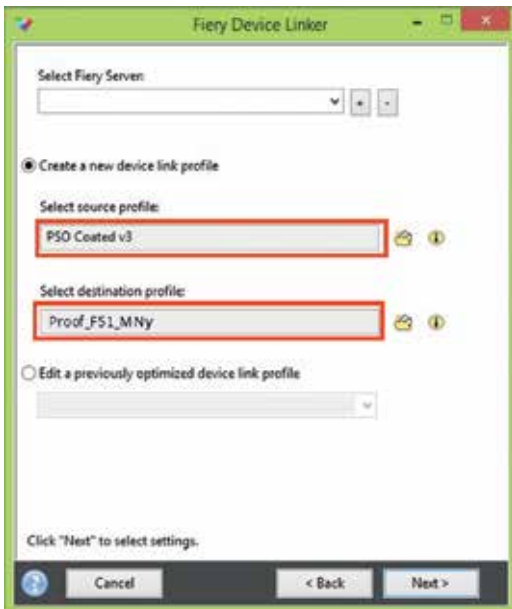 Fiery Device Linker
Select Fiery Server:
+ -
Create a new device link profile
Select source profile:
PSO Coated v3
Select destination profile:
Proof_F51_MNy
Edit a previously optimized device link profile
Click "Next" to select settings.
Cancel < Back Next >